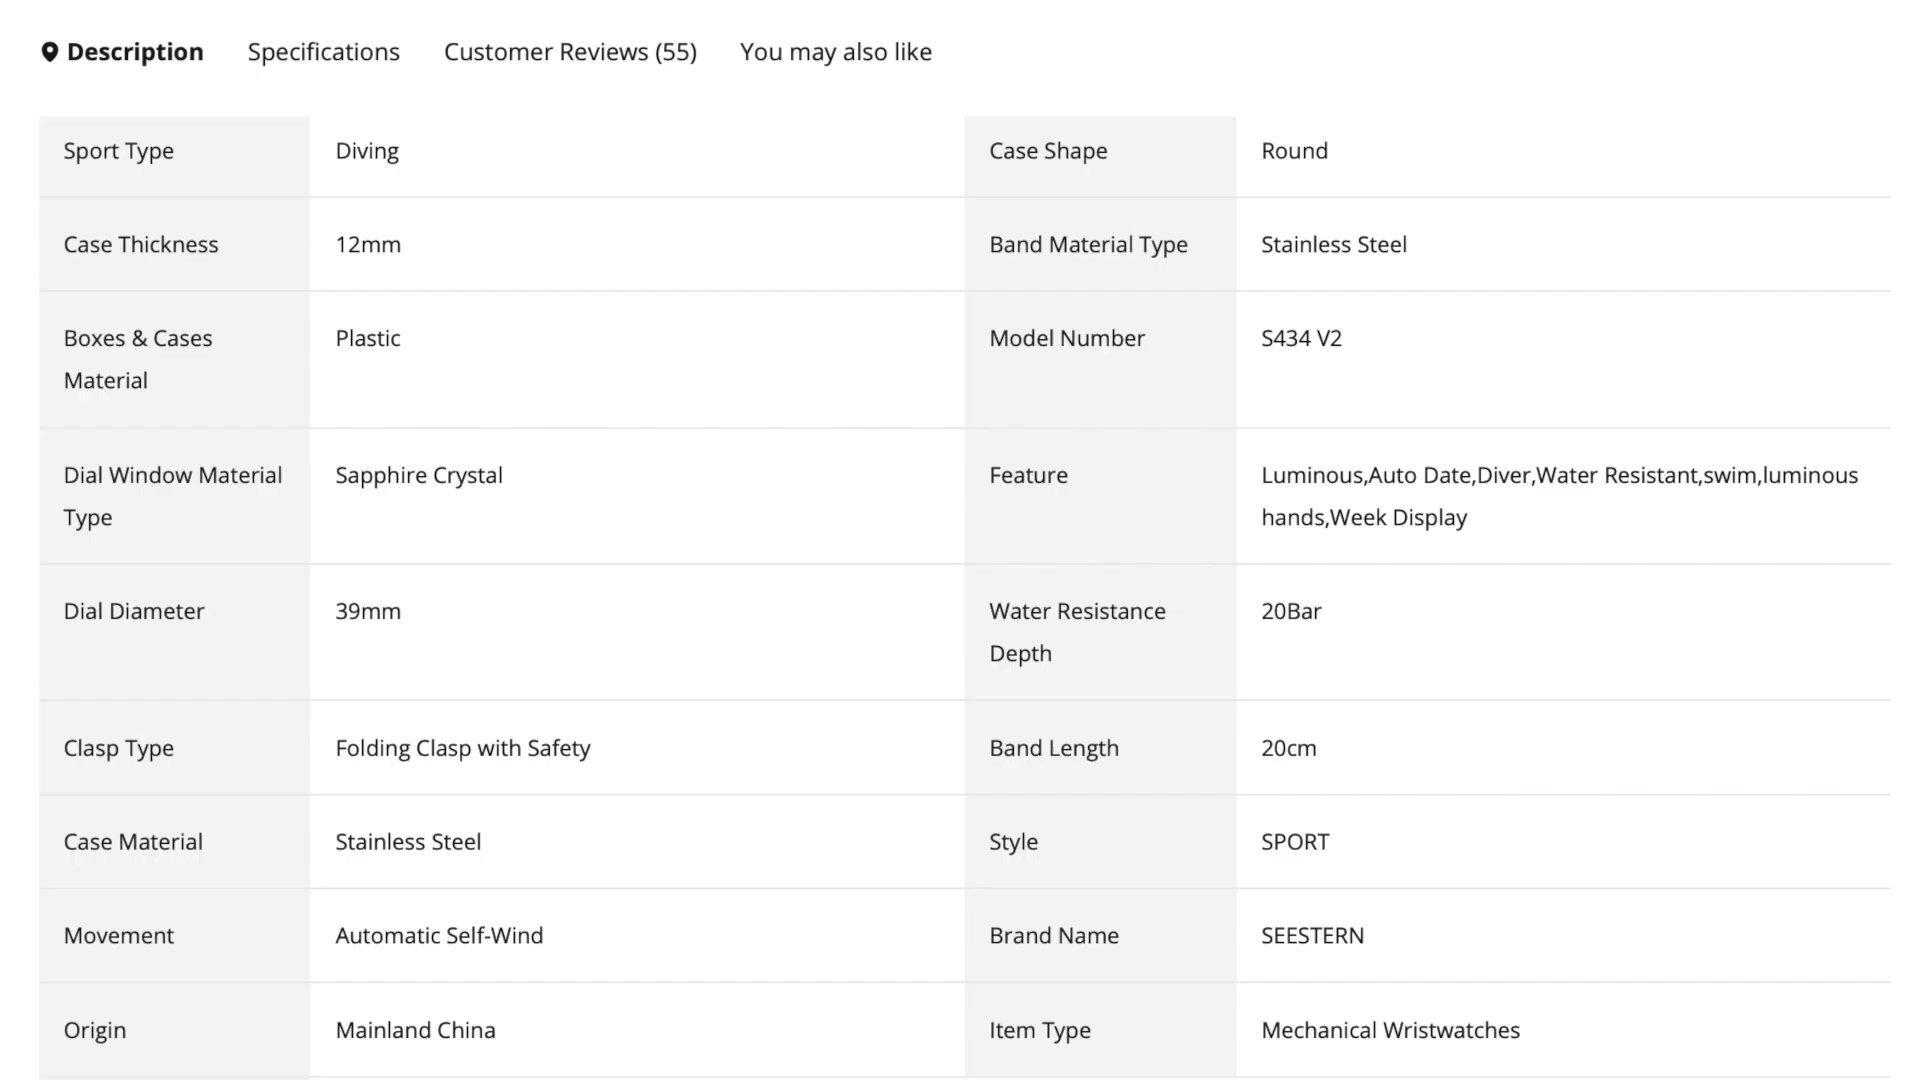 Description Specifications Customer Reviews (55) You may also like
Sport Type Diving Case Shape Round
Case Thickness 12mm Band Material Type Stainless Steel
Boxes & Cases Plastic Model Number S434 V2
Material
Dial Window Material Sapphire Crystal Feature Luminous,Auto Date,Diver,Water Resistant,swim,luminous
Type hands,Week Display
Dial Diameter 39mm Water Resistance 20Bar
Depth
Clasp Type Folding Clasp with Safety Band Length 20cm
Case Material Stainless Steel Style SPORT
Movement Automatic Self-Wind Brand Name SEESTERN
Origin Mainland China Item Type Mechanical Wristwatches